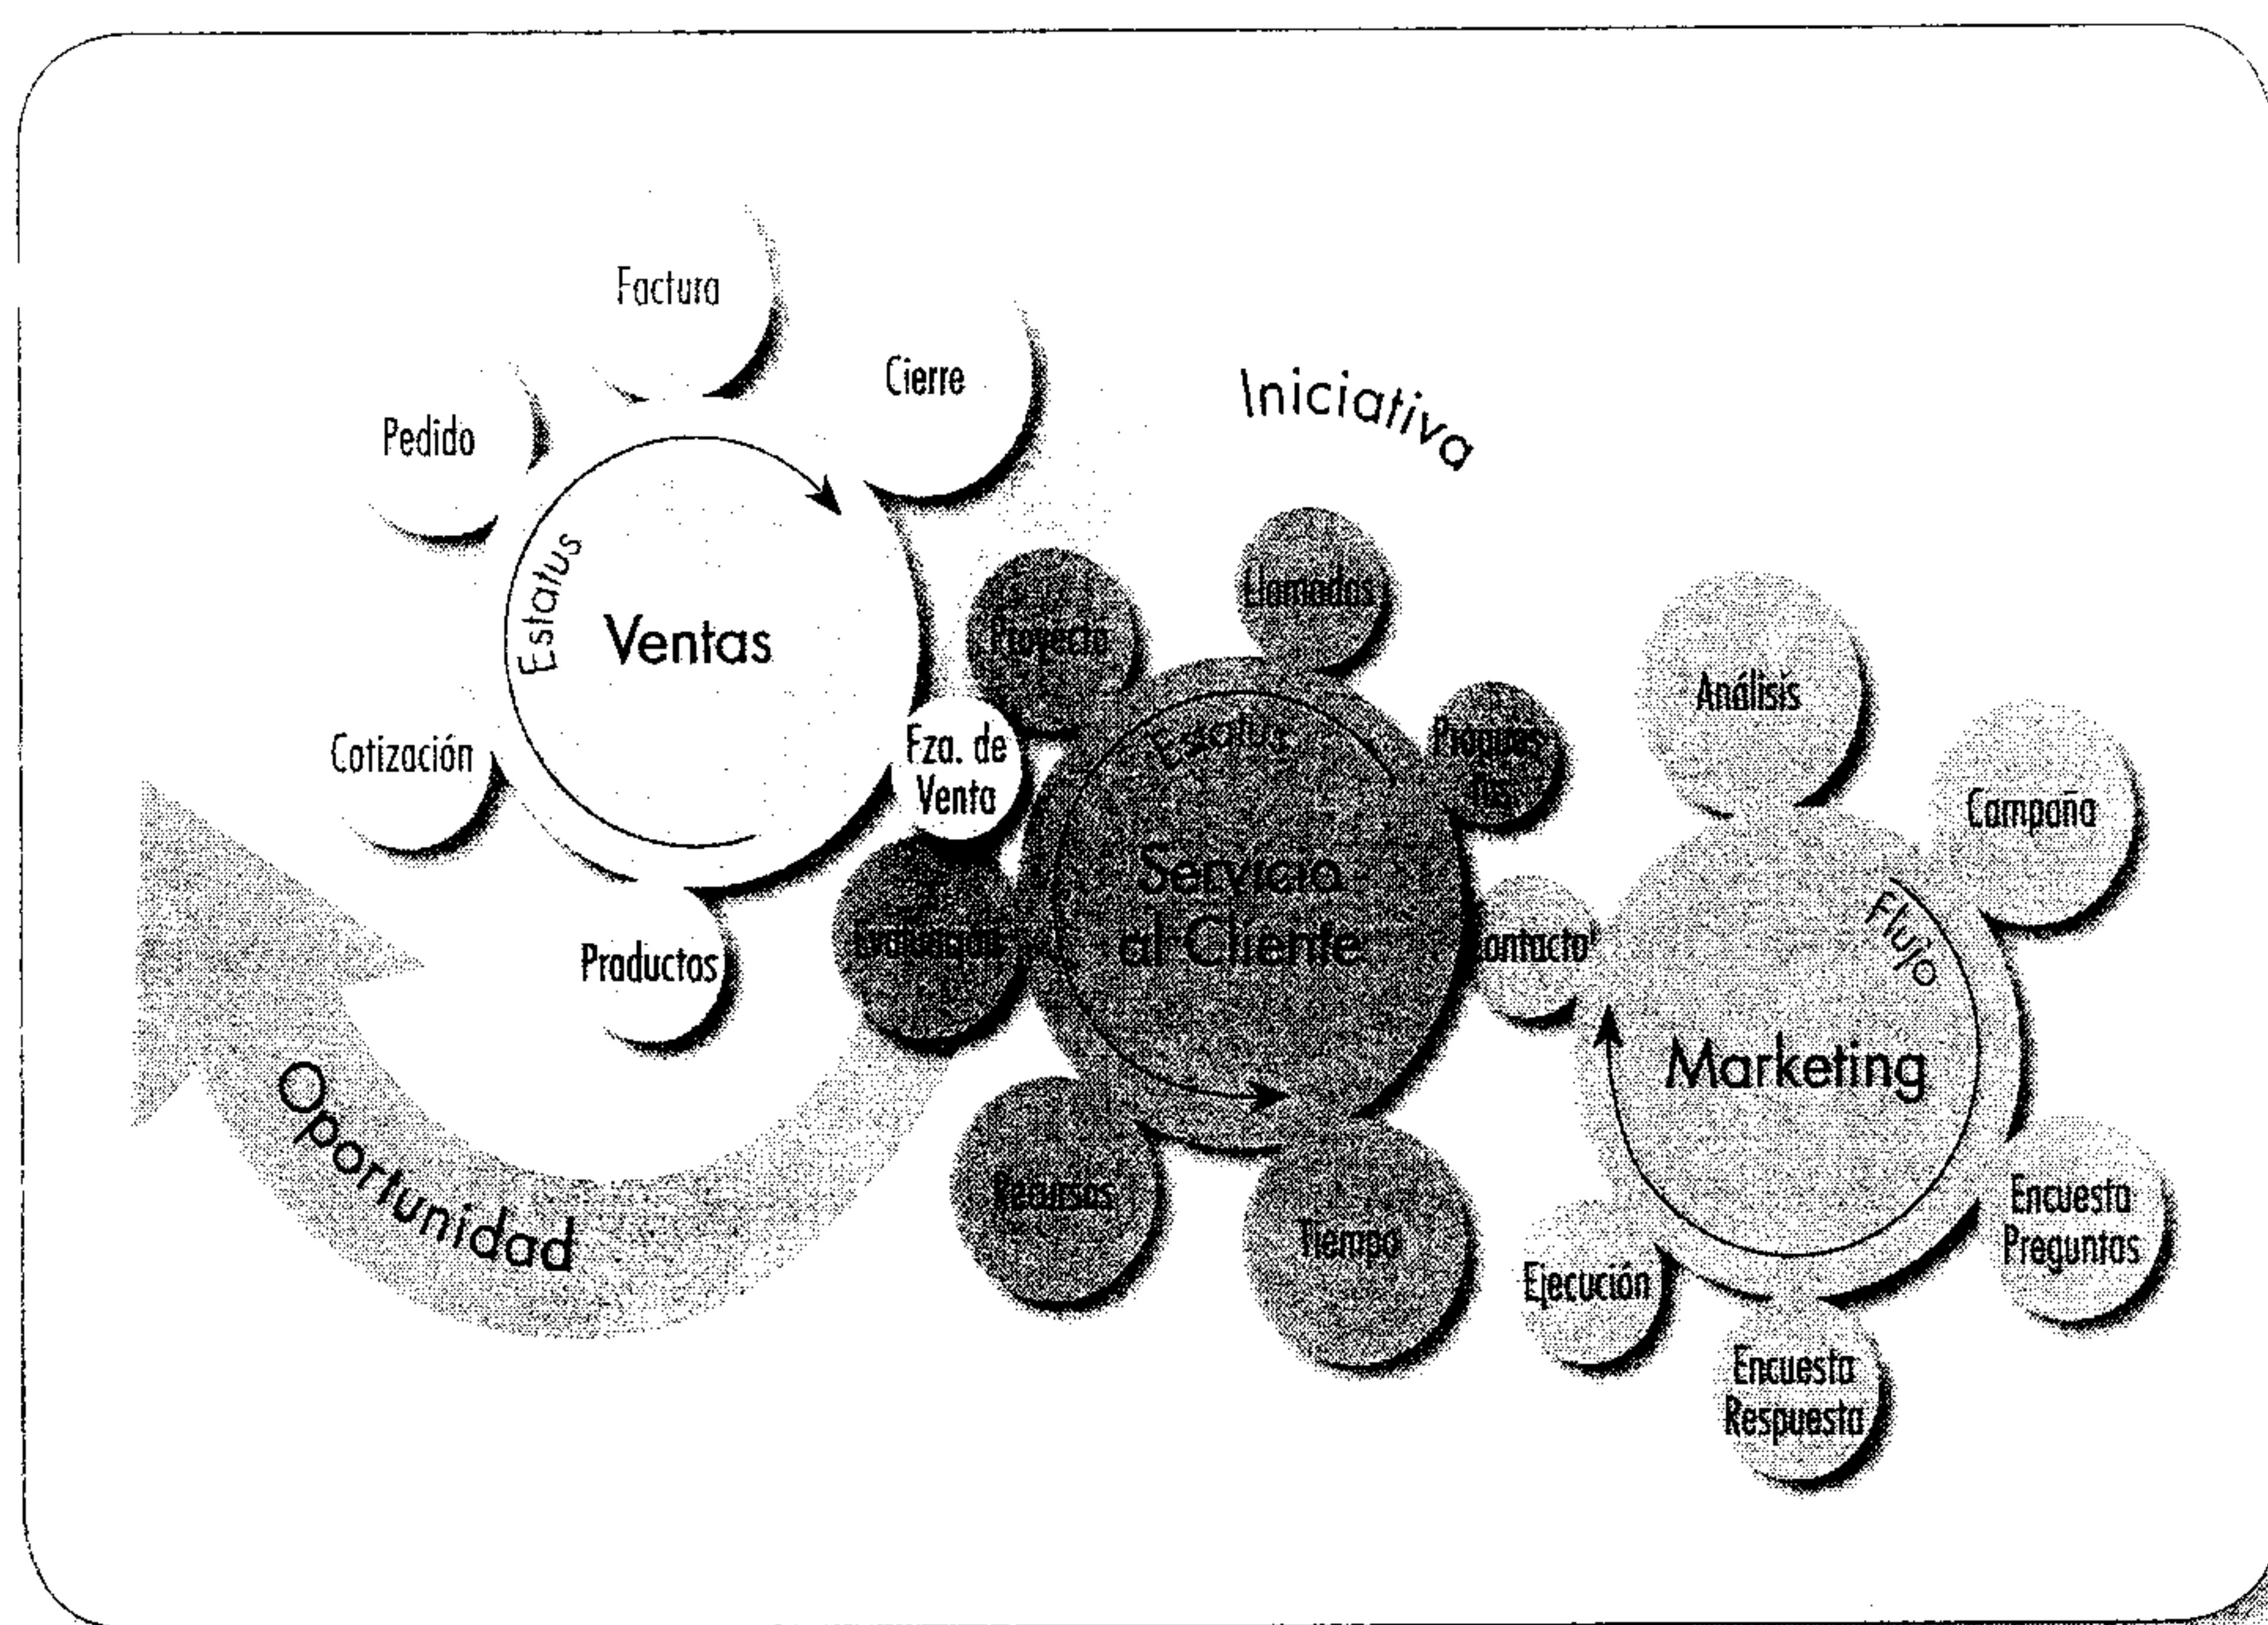 Factura
Cierre
Pedido
Iniciativa
Estatus
Ventas
Llamadas
Proyecto
Análisis
Estatus
Fza. de
Venta
Cotización
Campaña
Servicio
al Cliente
Flujo
Productos
Contacto
Marketing
Oportunidad
Recursos
Tiempo
Encuesta
Preguntas
Ejecución
Encuesta
Respuesta